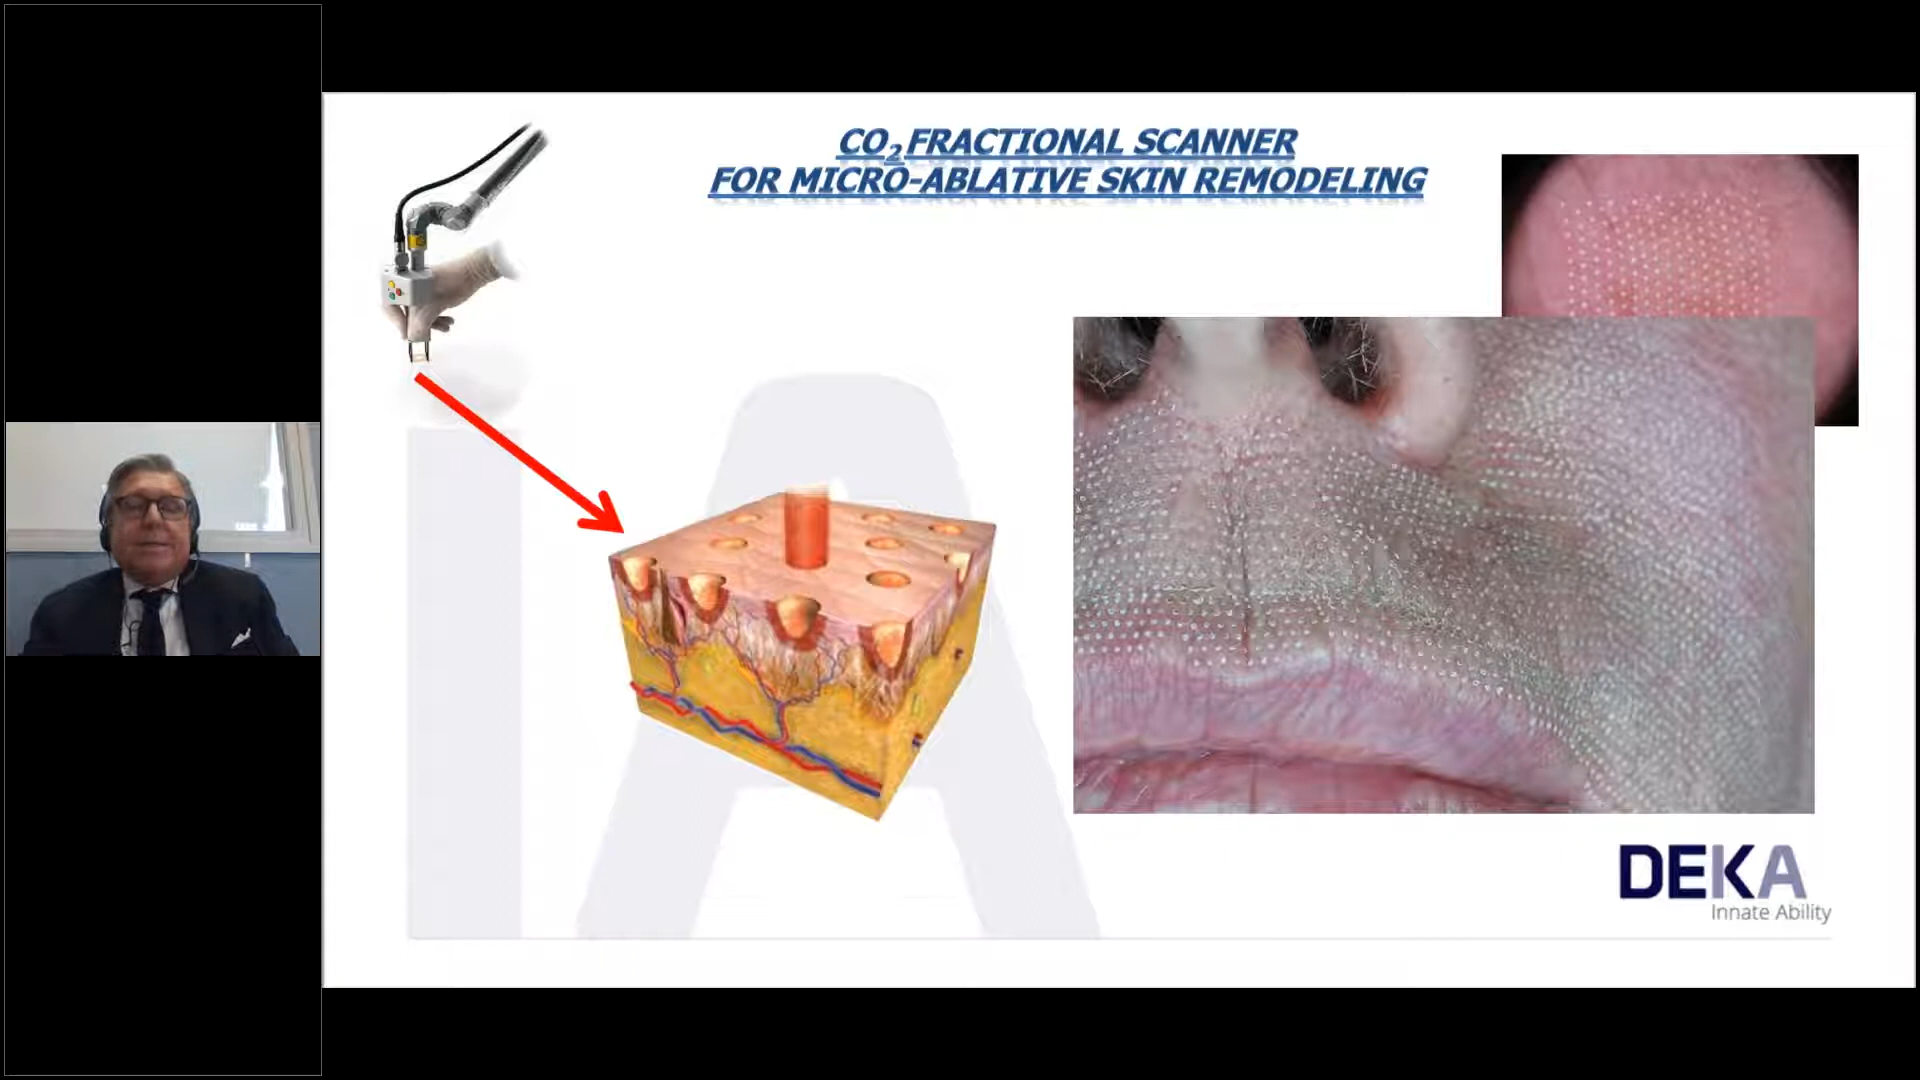 CO2 FRACTIONAL SCANNER
FOR MICRO-ABLATIVE SKIN REMODELING
DEKA
Innate Ability